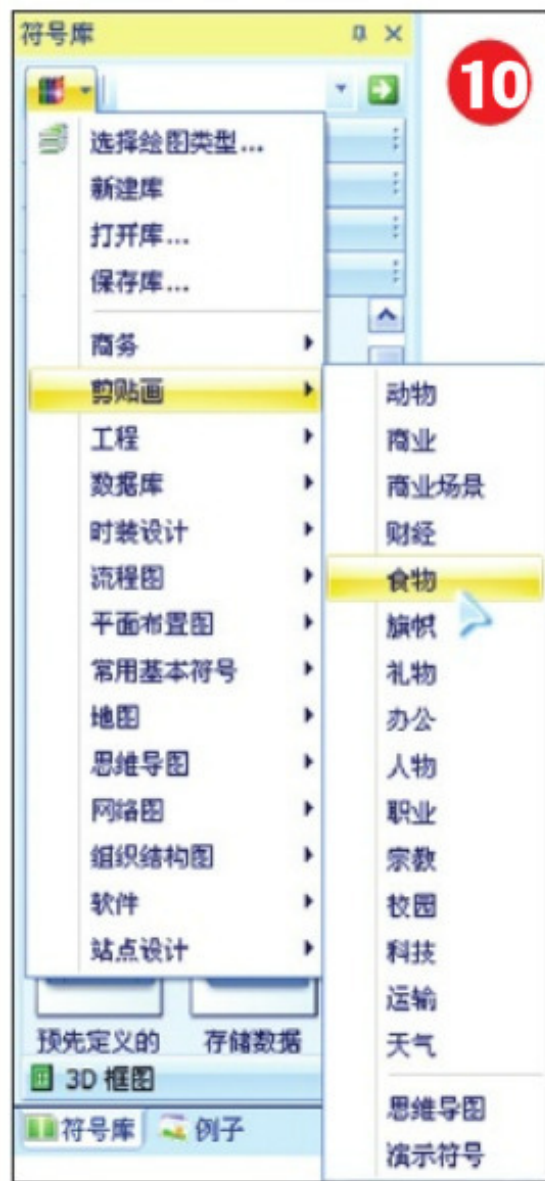 符号库
10
选择绘图类型...
新建库
打开库...
保存库...
商务
剪贴画
工程
数据库
时装设计
流程图
平面布置图
常用基本符号
地图
思维导图
网络图
组织结构图
软件
站点设计
动物
商业
商业场景
财经
食物
旗帜
礼物
办公
人物
职业
宗教
校园
科技
运输
天气
思维导图
演示符号
预先定义的
存储数据
3D 框图
符号库
例子